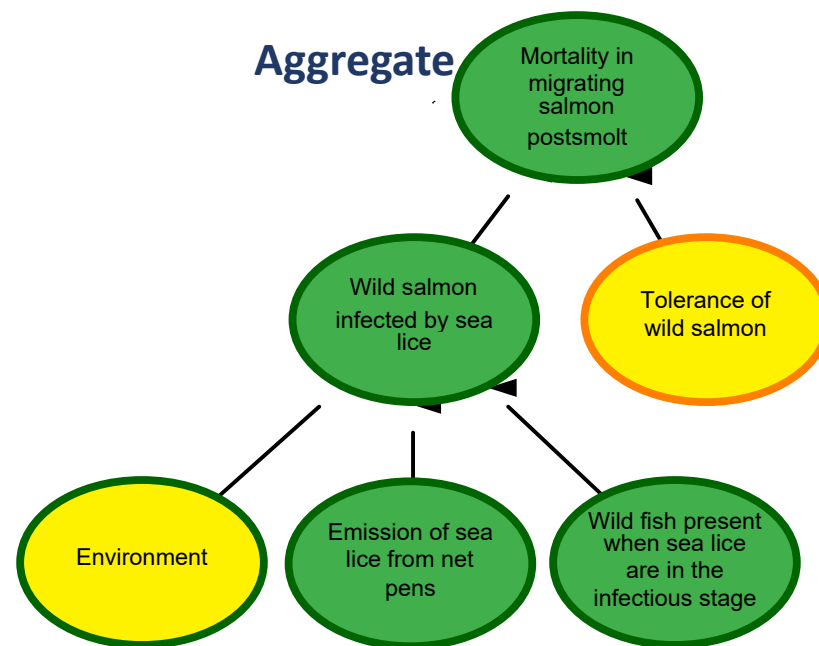 Aggregate
Mortality in
migrating
salmon
postsmolt
Wild salmon
infected by sea
lice
Tolerance of
wild salmon
Environment
Emission of sea
lice from net
pens
Wild fish present
when sea lice
are in the
infectious stage